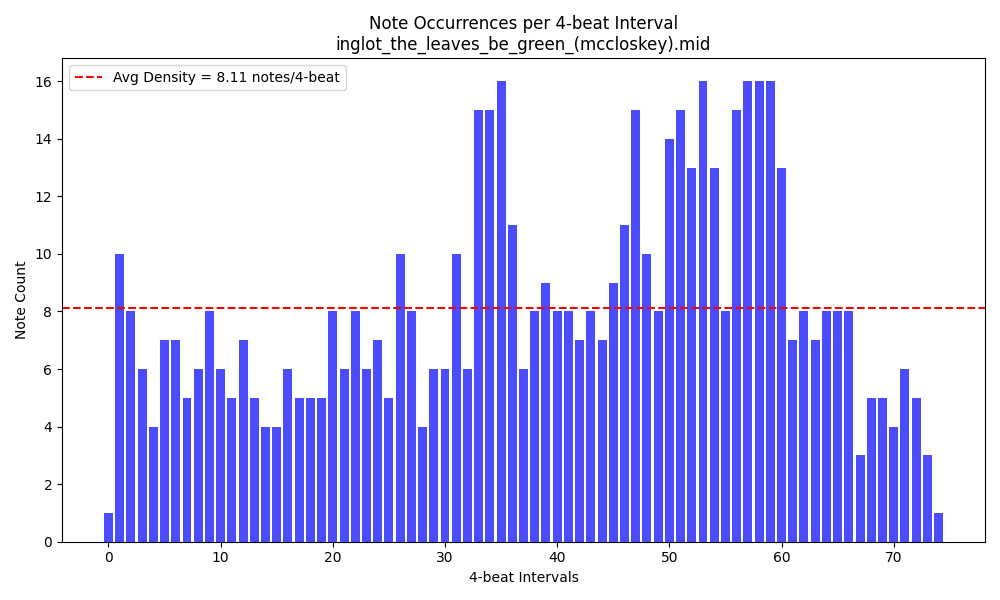 Note Occurrences per 4-beat Interval
inglot_the_leaves_be_green_(mccloskey).mid
Avg Density = 8.11 notes/4-beat
Note Count
16
14
12
10
8
6
4
2
0
0 10 20 30 40 50 60 70
4-beat Intervals